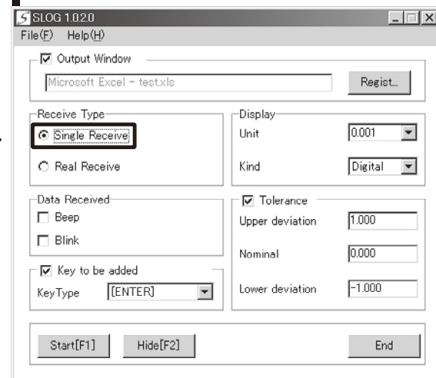 SLOG 1.0.2.0
File(F) Help(H)
Output Window
Microsoft Excel - test.xls
Regist...
Receive Type
Single Receive
Real Receive
Display
Unit 0.001
Kind Digital
Data Received
Beep
Blink
Tolerance
Upper deviation 1.000
Nominal 0.000
Lower deviation -1.000
Key to be added
KeyType [ENTER]
Start[F1] Hide[F2] End